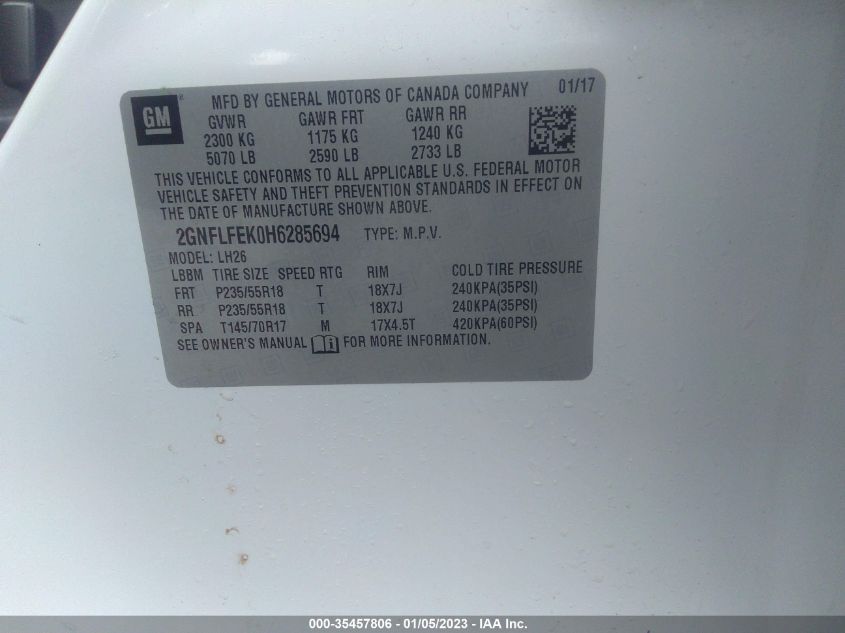 GM ® MFD BY GENERAL MOTORS OF CANADA COMPANY 01/17
GVWR GAWR FRT GAWR RR
2300 KG 1175 KG 1240 KG
5070 LB 2590 LB 2733 LB
THIS VEHICLE CONFORMS TO ALL APPLICABLE U.S. FEDERAL MOTOR
VEHICLE SAFETY AND THEFT PREVENTION STANDARDS IN EFFECT ON
THE DATE OF MANUFACTURE SHOWN ABOVE.
2GNFLFEK0H6285694 TYPE: M.P.V.
MODEL: LH26
LBBM TIRE SIZE SPEED RTG RIM COLD TIRE PRESSURE
FRT P235/55R18 T 18X7J 240KPA(35PSI)
RR P235/55R18 T 18X7J 240KPA(35PSI)
SPA T145/70R17 M 17X4.5T 420KPA(60PSI)
SEE OWNER'S MANUAL FOR MORE INFORMATION.
000-35457806 - 01/05/2023 - IAA Inc.